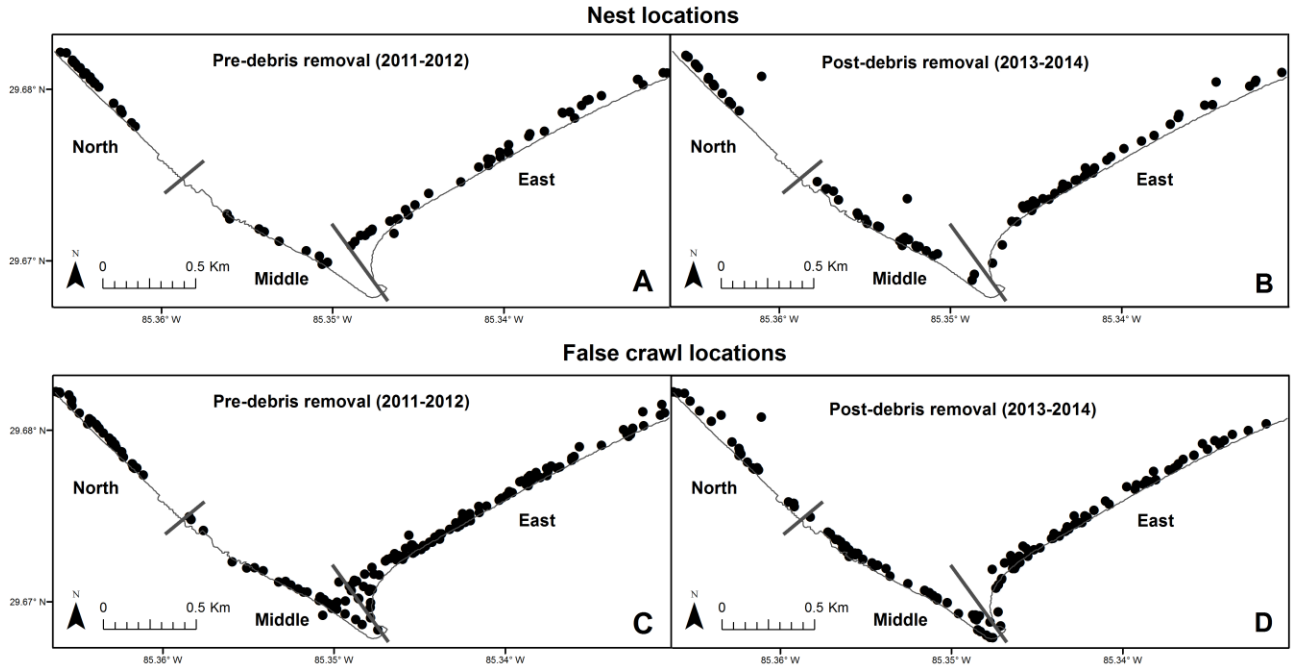 Nest locations
Pre-debris removal (2011-2012)
29.68° N
North
East
29.67° N
N
0 0.5 Km
Middle
A
85.36° W 85.35° W 85.34° W
Post-debris removal (2013-2014)
North
East
N
0 0.5 Km
Middle
B
85.36° W 85.35° W 85.34° W
False crawl locations
Pre-debris removal (2011-2012)
29.68° N
North
East
29.67° N
N
0 0.5 Km
Middle
C
85.36° W 85.35° W 85.34° W
Post-debris removal (2013-2014)
North
East
N
0 0.5 Km
Middle
D
85.36° W 85.35° W 85.34° W